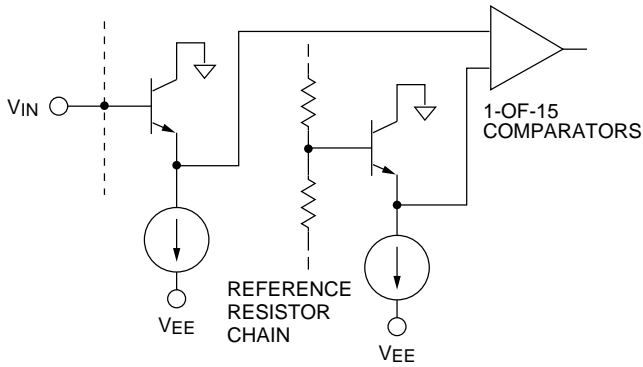 VIN
1-OF-15
COMPARATORS
REFERENCE
RESISTOR
CHAIN
VEE
VEE